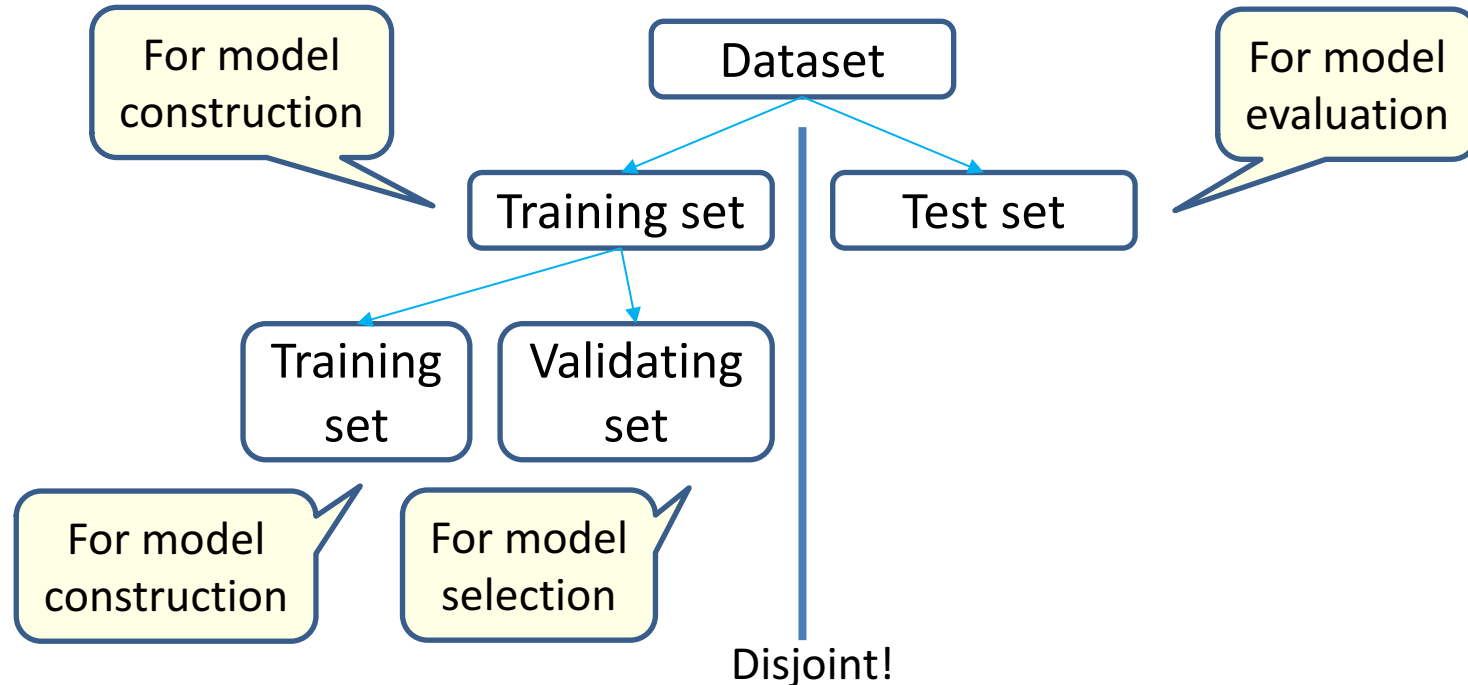 For model
construction
Dataset
For model
evaluation
Training set
Test set
Training
set
Validating
set
For model
construction
For model
selection
Disjoint!